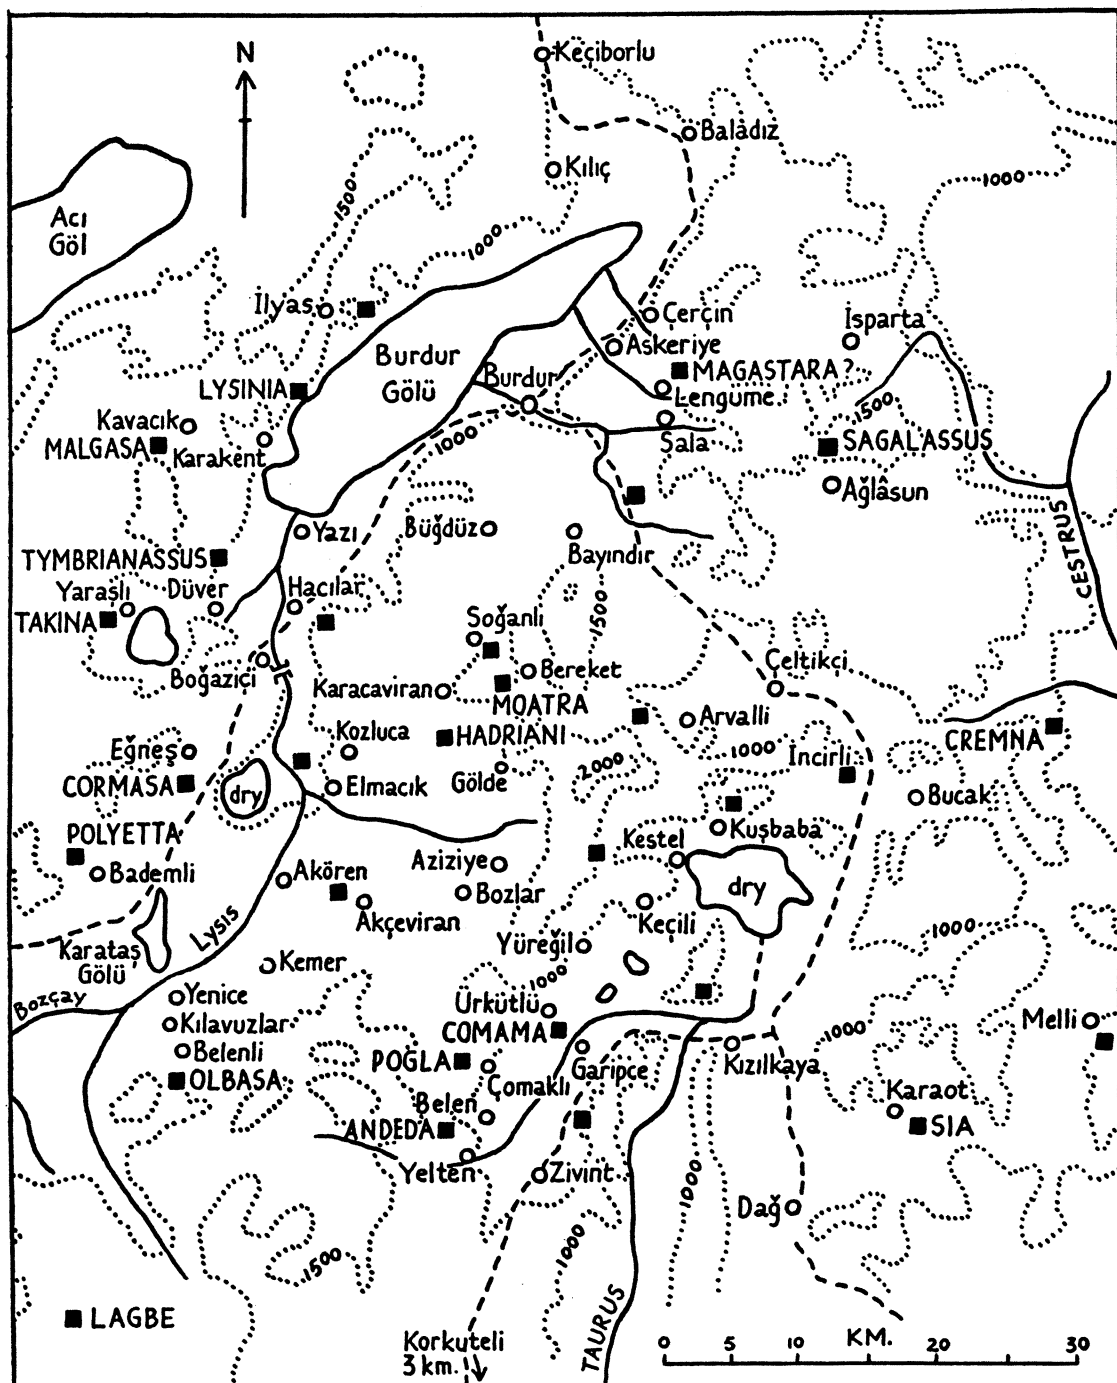 Keçiborlu
N
Baládız
Kılıç
1500
1000
1000
Acı
Göl
İlyas
Çerçin
İsparta
Burdur
Gölü
Askeriye
Burdur
MAGASTARA?
LYSINIA
Lengüme
1500
Kavacık
1000
Sala
SAGALASSUS
MALGASA
Karakent
Ağlâsun
Yazı
Büğdüz
Bayındır
CESTRUS
TYMBRIANASSUS
Yaraşlı
Düver
Hacılar
1500
TAKINA
Soğanli
Boğaziçi
Bereket
Çeltikçi
Karacaviran
MOATRA
Arvalli
Kozluca
HADRIANI
CREMNA
Eğneş
1000
İncirli
2000
CORMASA
dry
Elmacık
Gölde
Bucak
POLYETTA
Kuşbaba
Kestel
Bademli
Akören
Aziziye
dry
Bozlar
Akçeviran
Keçili
Lysis
1000
Karataş
Gölü
Yüreğil
Kemer
1000
Bozçay
Yenice
Ürkütlü
Kılavuzlar
COMAMA
1000
Melli
Belenli
POGLA
Garipce
Kızılkaya
OLBASA
Çomaklı
Karaot
Belen
ANDEDA
SIA
Yelten
Zivint
1000
Dağ
1500
1000
LAGBE
TAURUS
Korkuteli
3 km.
KM.
0 5 10 20 30